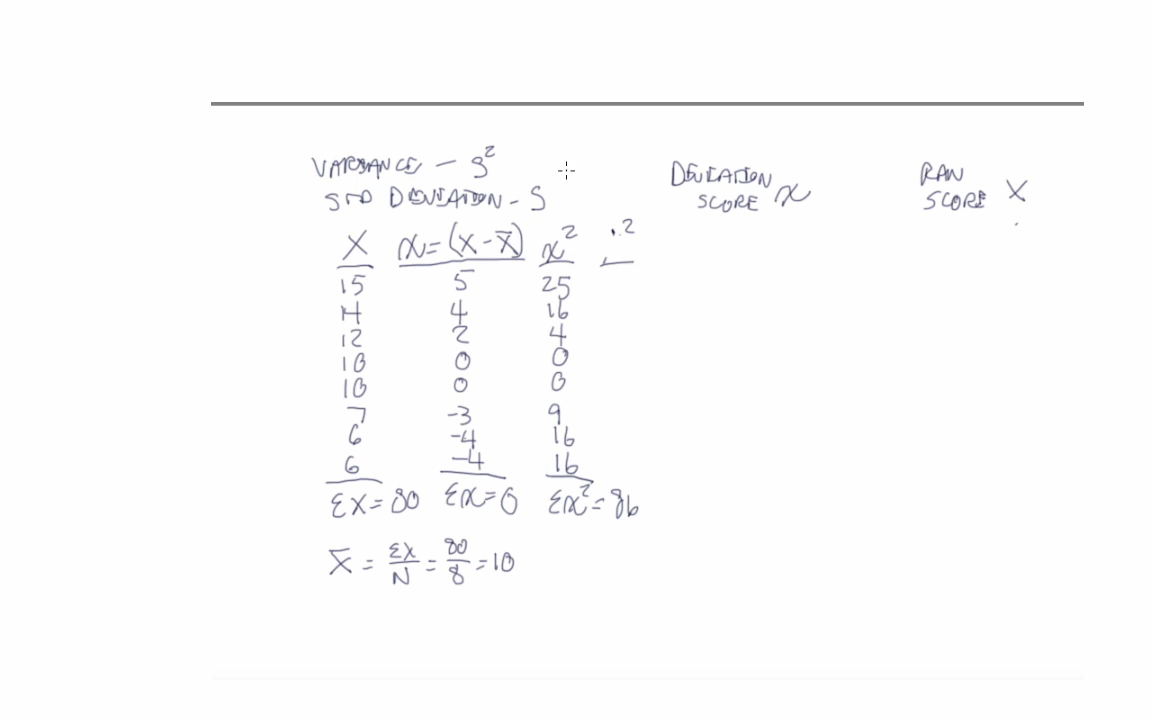 VARIANCE - S²
STD DEVIATION - S
DEVIATION
SCORE x
RAW
SCORE X
X x=(X-X̄) x² .2
15 5 25
14 4 16
12 2 4
10 0 0
10 0 0
7 -3 9
6 -4 16
6 -4 16
ΣX=80 Σx=0 Σx²=86
X̄ = ΣX/N = 80/8 = 10